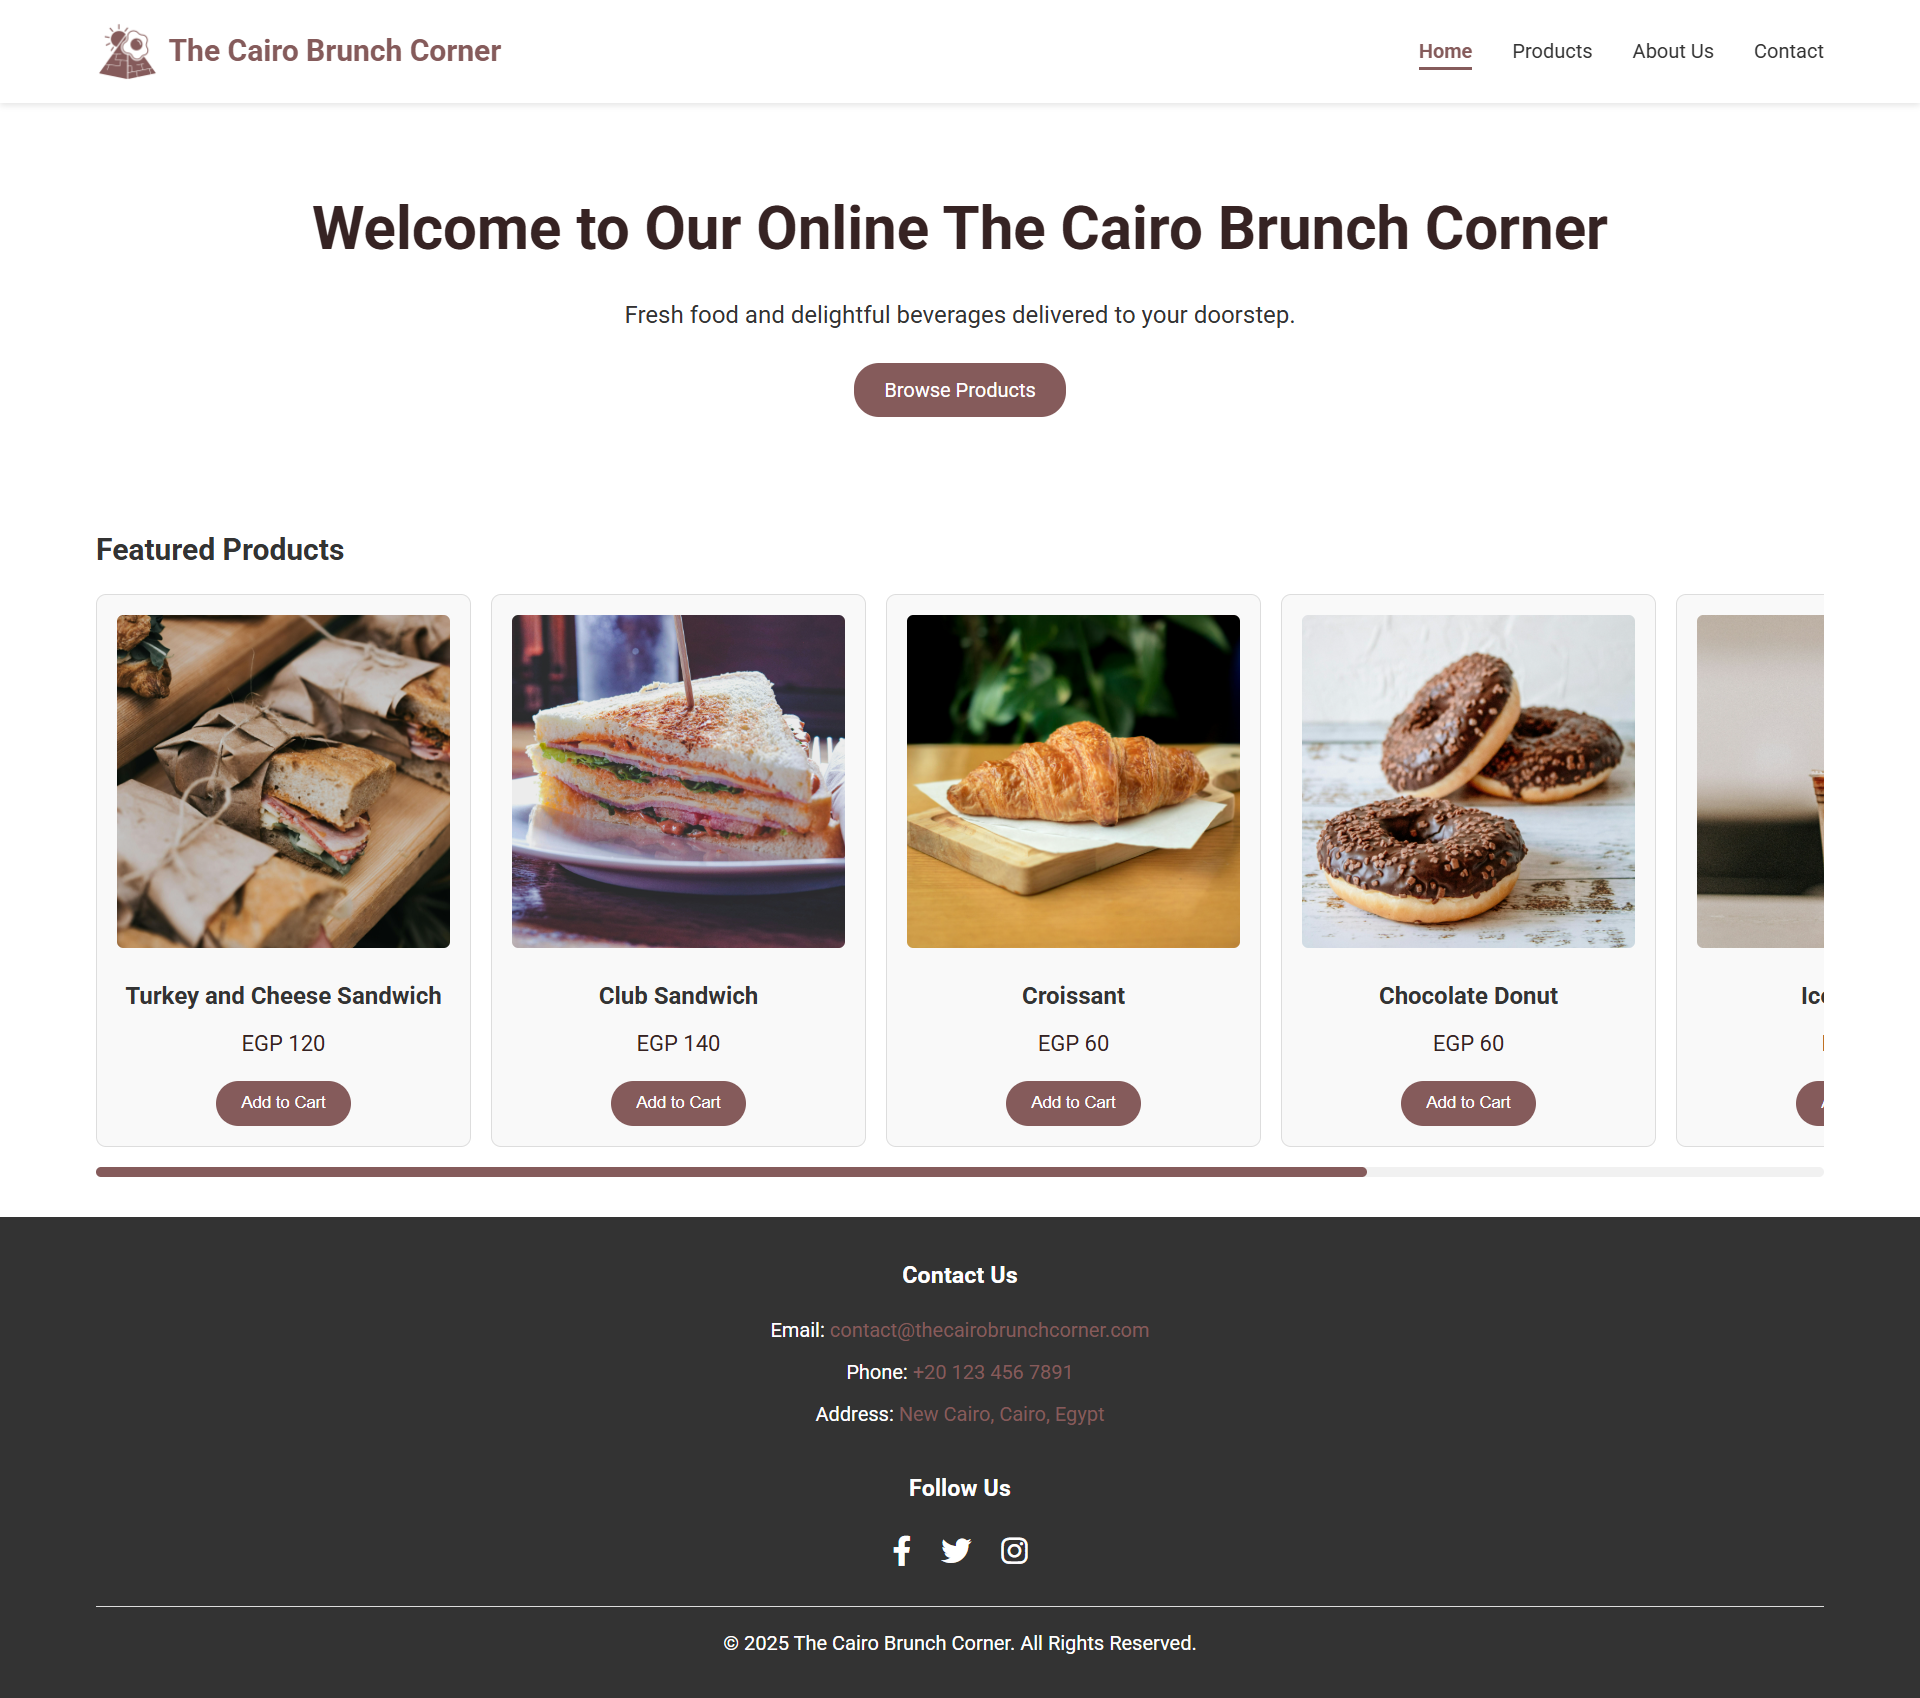 The Cairo Brunch Corner
Home
Products
About Us
Contact
Welcome to Our Online The Cairo Brunch Corner
Fresh food and delightful beverages delivered to your doorstep.
Browse Products
Featured Products
Turkey and Cheese Sandwich
EGP 120
Add to Cart
Club Sandwich
EGP 140
Add to Cart
Croissant
EGP 60
Add to Cart
Chocolate Donut
EGP 60
Add to Cart
Contact Us
Email: contact@thecairobrunchcorner.com
Phone: +20 123 456 7891
Address: New Cairo, Cairo, Egypt
Follow Us
© 2025 The Cairo Brunch Corner. All Rights Reserved.